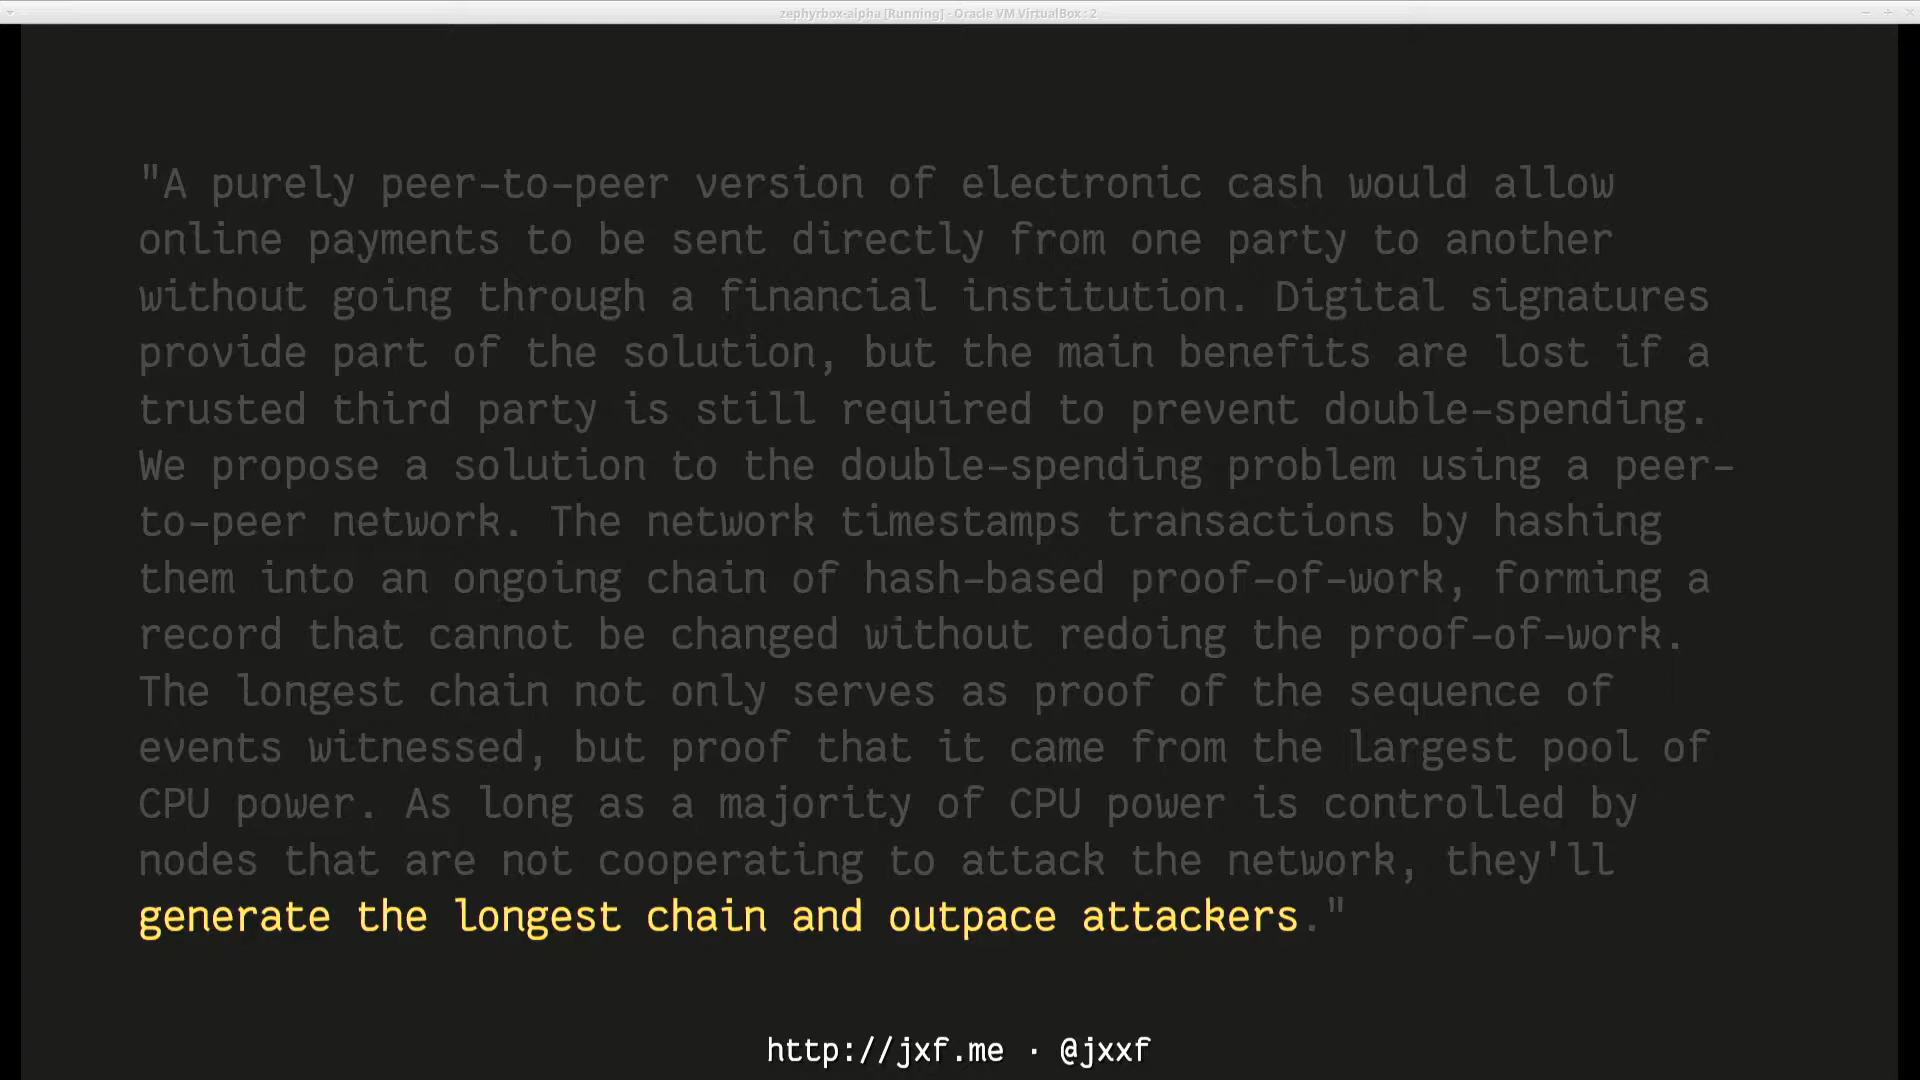 zephyrbox-alpha [Running] - Oracle VM VirtualBox : 2
"A purely peer-to-peer version of electronic cash would allow
online payments to be sent directly from one party to another
without going through a financial institution. Digital signatures
provide part of the solution, but the main benefits are lost if a
trusted third party is still required to prevent double-spending.
We propose a solution to the double-spending problem using a peer-
to-peer network. The network timestamps transactions by hashing
them into an ongoing chain of hash-based proof-of-work, forming a
record that cannot be changed without redoing the proof-of-work.
The longest chain not only serves as proof of the sequence of
events witnessed, but proof that it came from the largest pool of
CPU power. As long as a majority of CPU power is controlled by
nodes that are not cooperating to attack the network, they'll
generate the longest chain and outpace attackers."
http://jxf.me · @jxxf